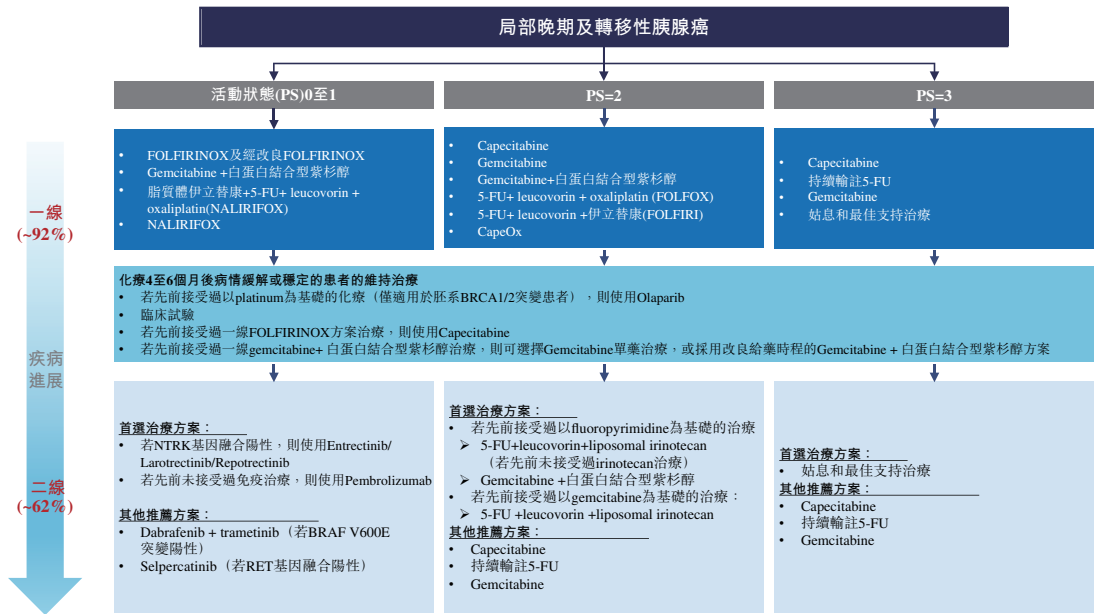 局部晚期及轉移性胰腺癌
活動狀態(PS)0至1
PS=2
PS=3
一線
(~92%)
疾病
進展
二線
(~62%)
• FOLFIRINOX及經改良FOLFIRINOX
• Gemcitabine +白蛋白結合型紫杉醇
• 脂質體伊立替康+5-FU+ leucovorin +
oxaliplatin(NALIRIFOX)
• NALIRIFOX
• Capecitabine
• Gemcitabine
• Gemcitabine+白蛋白結合型紫杉醇
• 5-FU+ leucovorin + oxaliplatin (FOLFOX)
• 5-FU+ leucovorin +伊立替康(FOLFIRI)
• CapeOx
• Capecitabine
• 持續輸註5-FU
• Gemcitabine
• 姑息和最佳支持治療
化療4至6個月後病情緩解或穩定的患者的維持治療
• 若先前接受過以platinum為基礎的化療（僅適用於胚系BRCA1/2突變患者），則使用Olaparib
• 臨床試驗
• 若先前接受過一線FOLFIRINOX方案治療，則使用Capecitabine
• 若先前接受過一線gemcitabine+ 白蛋白結合型紫杉醇治療，則可選擇Gemcitabine單藥治療，或採用改良給藥時程的Gemcitabine + 白蛋白結合型紫杉醇方案
首選治療方案：
• 若NTRK基因融合陽性，則使用Entrectinib/
Larotrectinib/Repotrectinib
• 若先前未接受過免疫治療，則使用Pembrolizumab
其他推薦方案：
• Dabrafenib + trametinib（若BRAF V600E
突變陽性）
• Selpercatinib（若RET基因融合陽性）
首選治療方案：
• 若先前接受過以fluoropyrimidine為基礎的治療
➢ 5-FU+leucovorin+liposomal irinotecan
（若先前未接受過irinotecan治療）
➢ Gemcitabine +白蛋白結合型紫杉醇
• 若先前接受過以gemcitabine為基礎的治療：
➢ 5-FU +leucovorin +liposomal irinotecan
其他推薦方案：
• Capecitabine
• 持續輸註5-FU
• Gemcitabine
首選治療方案：
• 姑息和最佳支持治療
其他推薦方案：
• Capecitabine
• 持續輸註5-FU
• Gemcitabine